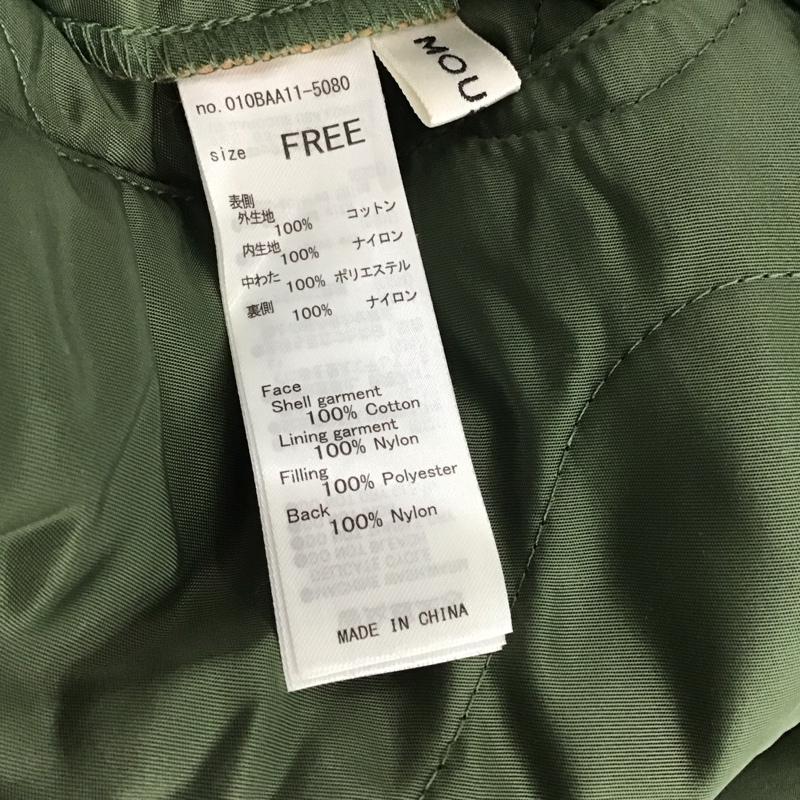 MOU
no.010BAA11-5080
size FREE
表側
外生地 100% コットン
内生地 100% ナイロン
中わた 100% ポリエステル
裏側 100% ナイロン
Face
Shell garment
100% Cotton
Lining garment
100% Nylon
Filling
100% Polyester
Back
100% Nylon
MADE IN CHINA